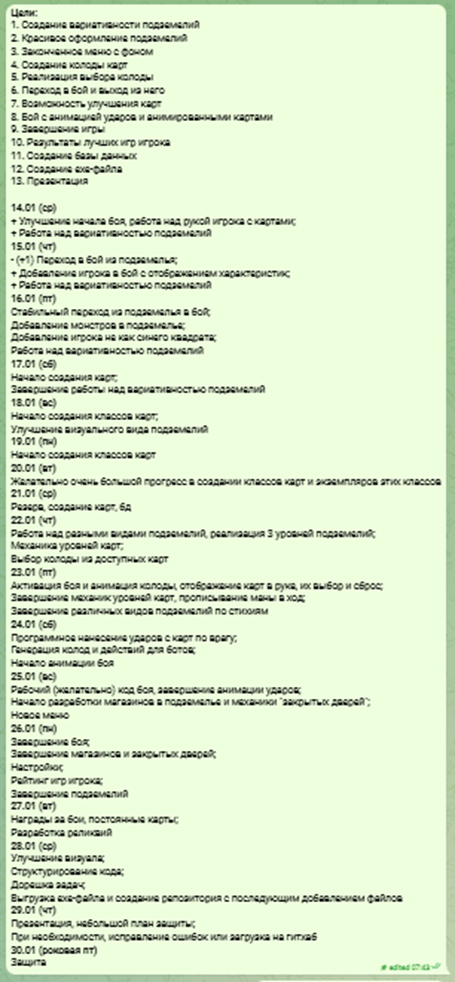 Цели:
1. Создание вариативности подземелий
2. Красивое оформление подземелий
3. Законченное меню с фоном
4. Создание колоды карт
5. Реализация выбора колоды
6. Переход в бой и выход из него
7. Возможность улучшения карт
8. Бой с анимацией ударов и анимированными картами
9. Завершение игры
10. Результаты лучших игр игрока
11. Создание базы данных
12. Создание exe-файла
13. Презентация
14.01 (ср)
+ Улучшение начала боя, работа над рукой игрока с картами;
+ Работа над вариативностью подземелий
15.01 (чт)
- (+1) Переход в бой из подземелья;
+ Добавление игрока в бой с отображением характеристик;
+ Работа над вариативностью подземелий
16.01 (пт)
Стабильный переход из подземелья в бой;
Добавление монстров в подземелье;
Добавление игрока не как синего квадрата;
Работа над вариативностью подземелий
17.01 (сб)
Начало создания карт;
Завершение работы над вариативностью подземелий
18.01 (вс)
Начало создания классов карт;
Улучшение визуального вида подземелий
19.01 (пн)
Начало создания классов карт
20.01 (вт)
Желательно очень большой прогресс в создании классов карт и экземпляров этих классов
21.01 (ср)
Резерв, создание карт, бд
22.01 (чт)
Работа над разными видами подземелий, реализация 3 уровней подземелий;
Механика уровней карт;
Выбор колоды из доступных карт
23.01 (пт)
Активация боя и анимация колоды, отображение карт в руке, их выбор и сброс;
Завершение механик уровней карт, прописывание маны в ход;
Завершение различных видов подземелий по стихиям
24.01 (сб)
Программное нанесение ударов с карт по врагу;
Генерация колод и действий для ботов;
Начало анимации боя
25.01 (вс)
Рабочий (желательно) код боя, завершение анимации ударов;
Начало разработки магазинов в подземелье и механики "закрытых дверей";
Новое меню
26.01 (пн)
Завершение боя;
Завершение магазинов и закрытых дверей;
Настройки;
Рейтинг игр игрока;
Завершение подземелий
27.01 (вт)
Награды за бои, постоянные карты;
Разработка реликвий
28.01 (ср)
Улучшение визуала;
Структурирование кода;
Дорешка задач;
Выгрузка exe-файла и создание репозитория с последующим добавлением файлов
29.01 (чт)
Презентация, небольшой план защиты;
При необходимости, исправление ошибок или загрузка на гитхаб
30.01 (роковая пт)
Защита
edited 07:43